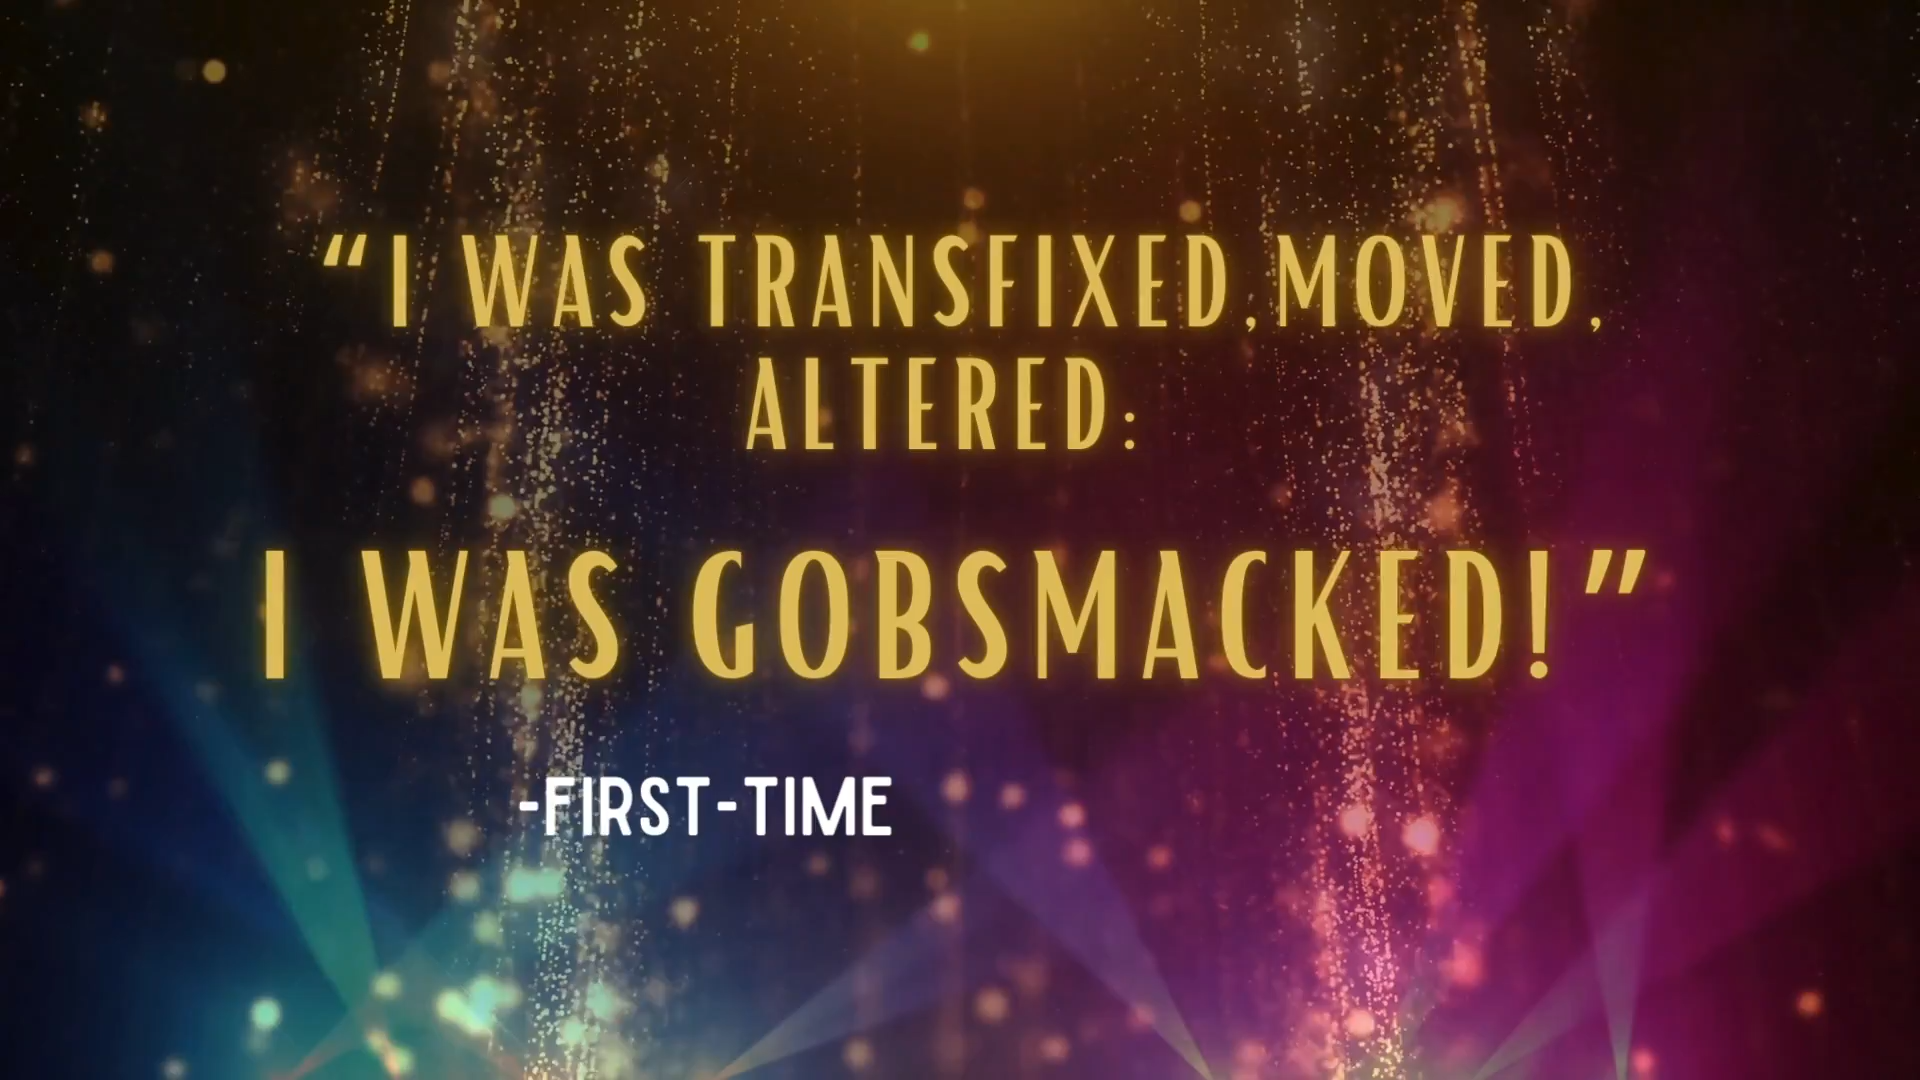 “I WAS TRANSFIXED,MOVED,
ALTERED:
I WAS GOBSMACKED!”
-FIRST-TIME